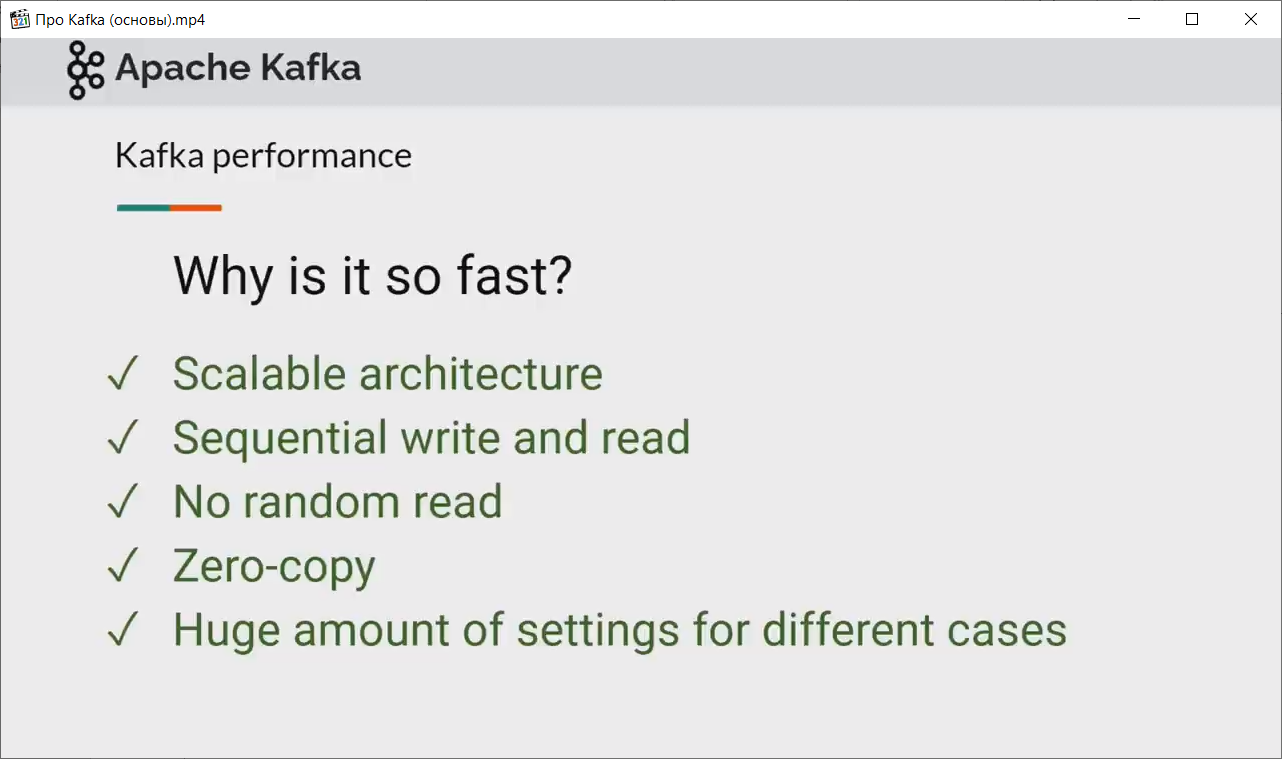 Про Kafka (основы).mp4
Apache Kafka
Kafka performance
Why is it so fast?
✓ Scalable architecture
✓ Sequential write and read
✓ No random read
✓ Zero-copy
✓ Huge amount of settings for different cases